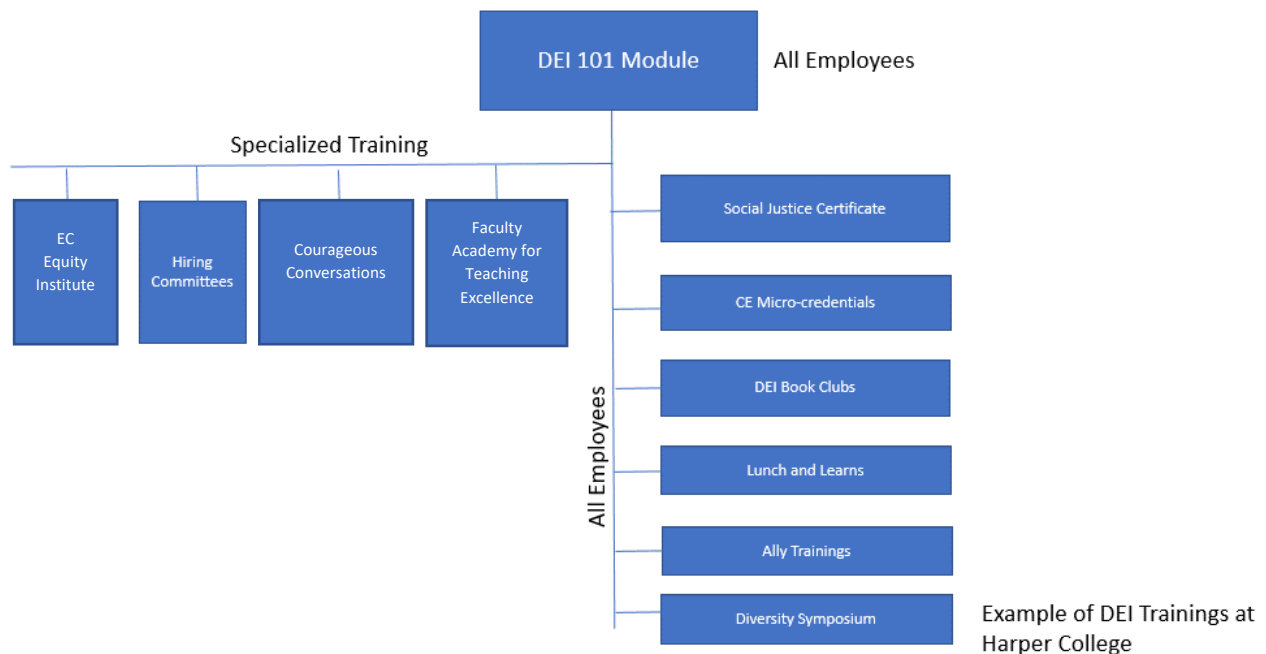 DEI 101 Module
All Employees
Specialized Training
EC
Equity
Institute
Hiring
Committees
Courageous
Conversations
Faculty
Academy for
Teaching
Excellence
All Employees
Social Justice Certificate
CE Micro-credentials
DEI Book Clubs
Lunch and Learns
Ally Trainings
Diversity Symposium
Example of DEI Trainings at
Harper College